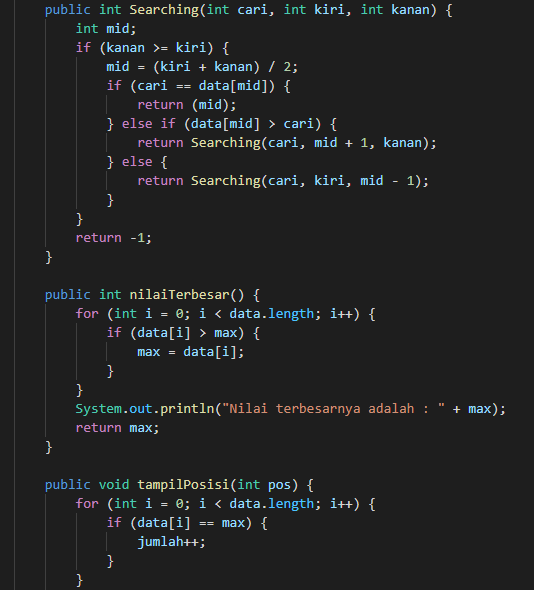 public int Searching(int cari, int kiri, int kanan) {
int mid;
if (kanan >= kiri) {
mid = (kiri + kanan) / 2;
if (cari == data[mid]) {
return (mid);
} else if (data[mid] > cari) {
return Searching(cari, mid + 1, kanan);
} else {
return Searching(cari, kiri, mid - 1);
}
}
return -1;
}
public int nilaiTerbesar() {
for (int i = 0; i < data.length; i++) {
if (data[i] > max) {
max = data[i];
}
}
System.out.println("Nilai terbesarnya adalah : " + max);
return max;
}
public void tampilPosisi(int pos) {
for (int i = 0; i < data.length; i++) {
if (data[i] == max) {
jumlah++;
}
}